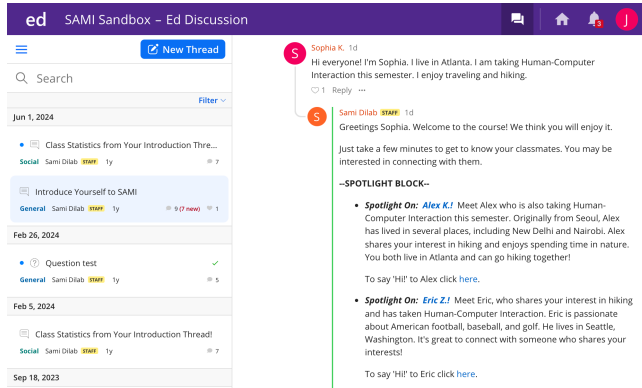 ed SAMI Sandbox – Ed Discussion
3
J
New Thread
Search
Filter
Jun 1, 2024
Class Statistics from Your Introduction Thre...
Social Sami Dilab STAFF 1y 7
Introduce Yourself to SAMI
General Sami Dilab STAFF 1y 9 (7 new) 1
Feb 26, 2024
Question test
General Sami Dilab STAFF 1y 5
Feb 5, 2024
Class Statistics from Your Introduction Thread!
Social Sami Dilab STAFF 1y 7
Sep 18, 2023
S
Sophia K. 1d
Hi everyone! I'm Sophia. I live in Atlanta. I am taking Human-Computer
Interaction this semester. I enjoy traveling and hiking.
1 Reply ...
S
Sami Dilab STAFF 1d
Greetings Sophia. Welcome to the course! We think you will enjoy it.
Just take a few minutes to get to know your classmates. You may be
interested in connecting with them.
--SPOTLIGHT BLOCK--
• Spotlight On: Alex K.! Meet Alex who is also taking Human-
Computer Interaction this semester. Originally from Seoul, Alex
has lived in several places, including New Delhi and Nairobi. Alex
shares your interest in hiking and enjoys spending time in nature.
You both live in Atlanta and can go hiking together!
To say 'Hi!' to Alex click here.
• Spotlight On: Eric Z.! Meet Eric, who shares your interest in hiking
and has taken Human-Computer Interaction. Eric is passionate
about American football, baseball, and golf. He lives in Seattle,
Washington. It's great to connect with someone who shares your
interests!
To say 'Hi!' to Eric click here.